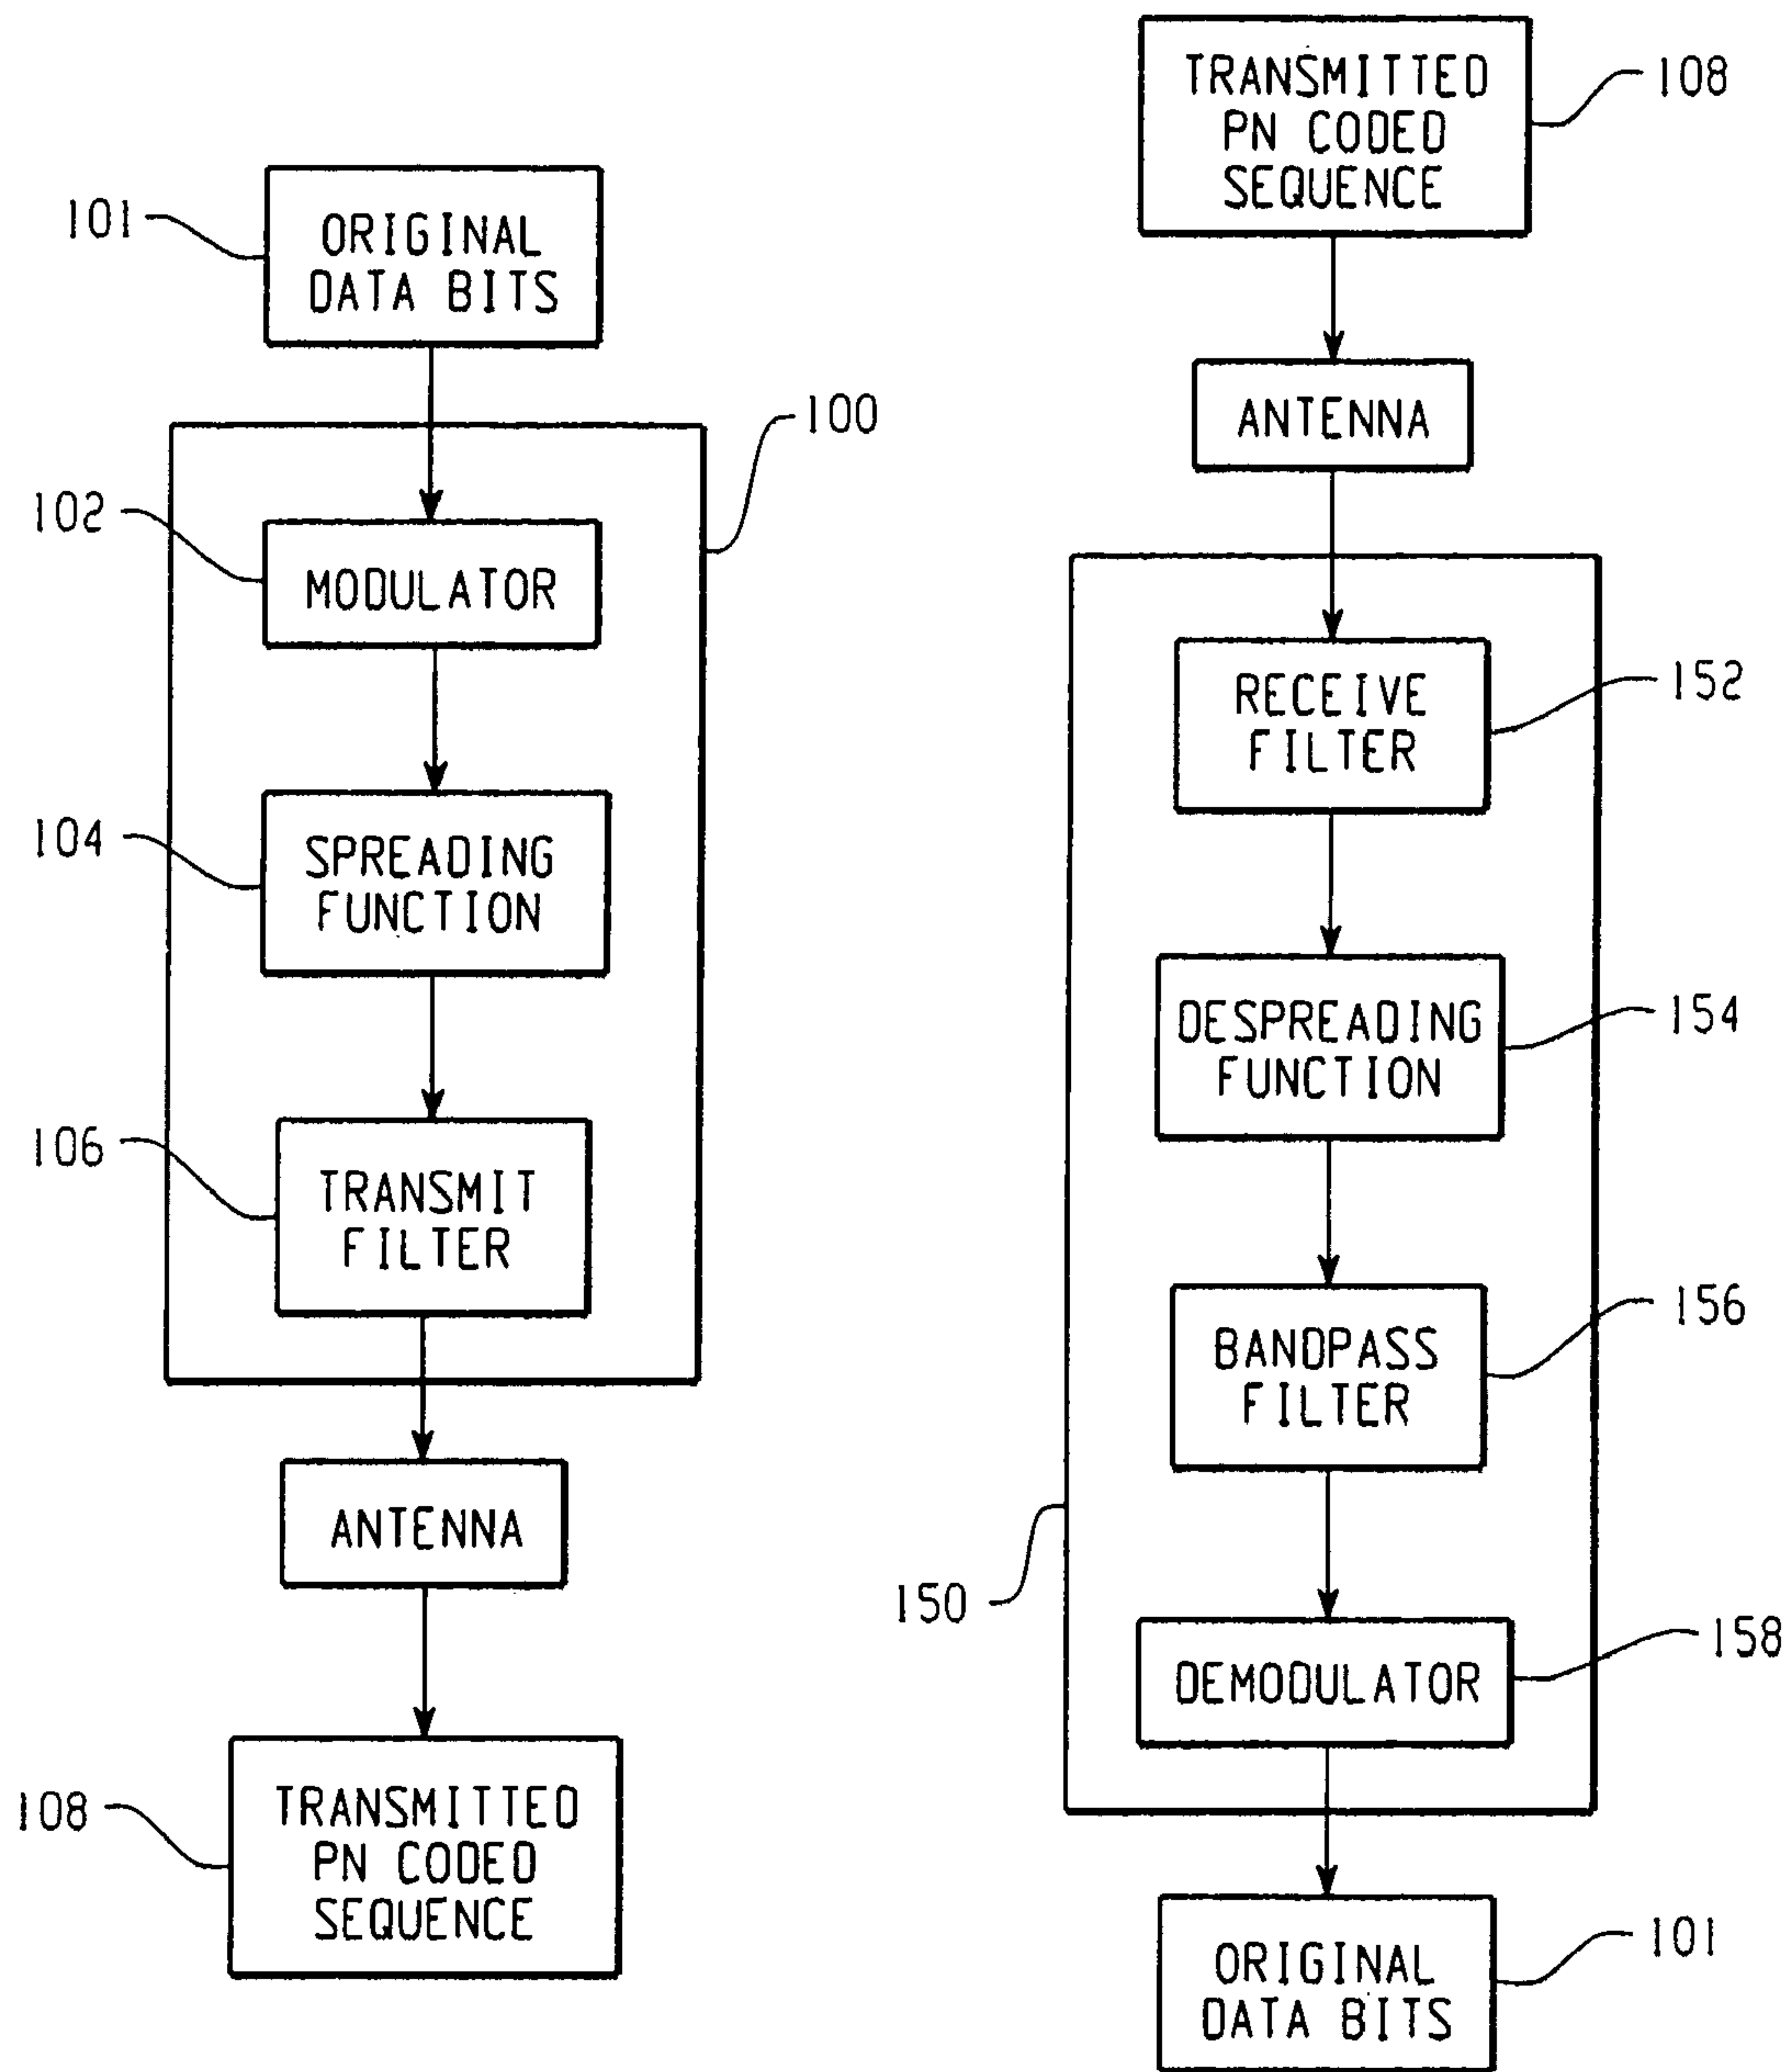 101
ORIGINAL
DATA BITS
100
102
MODULATOR
104
SPREADING
FUNCTION
106
TRANSMIT
FILTER
ANTENNA
108
TRANSMITTED
PN CODED
SEQUENCE
TRANSMITTED
PN CODED
SEQUENCE
108
ANTENNA
152
RECEIVE
FILTER
154
DESPREADING
FUNCTION
156
BANDPASS
FILTER
150
158
DEMODULATOR
101
ORIGINAL
DATA BITS